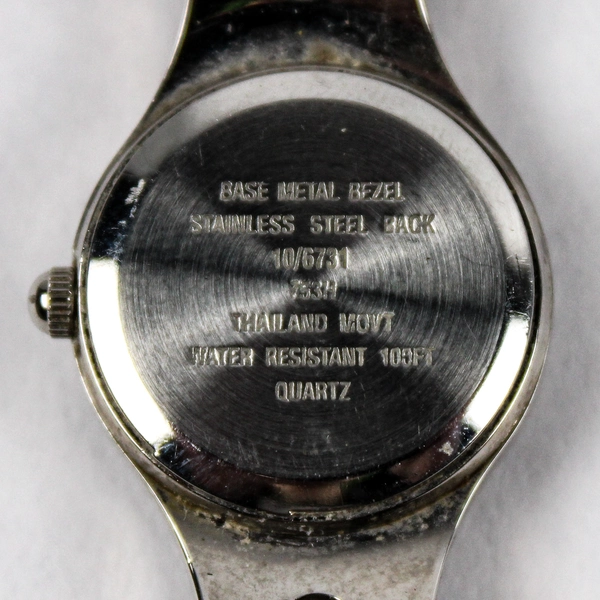 BASE METAL BEZEL
STAINLESS STEEL BACK
10/6731
THAILAND MOVT
WATER RESISTANT 100FT
QUARTZ